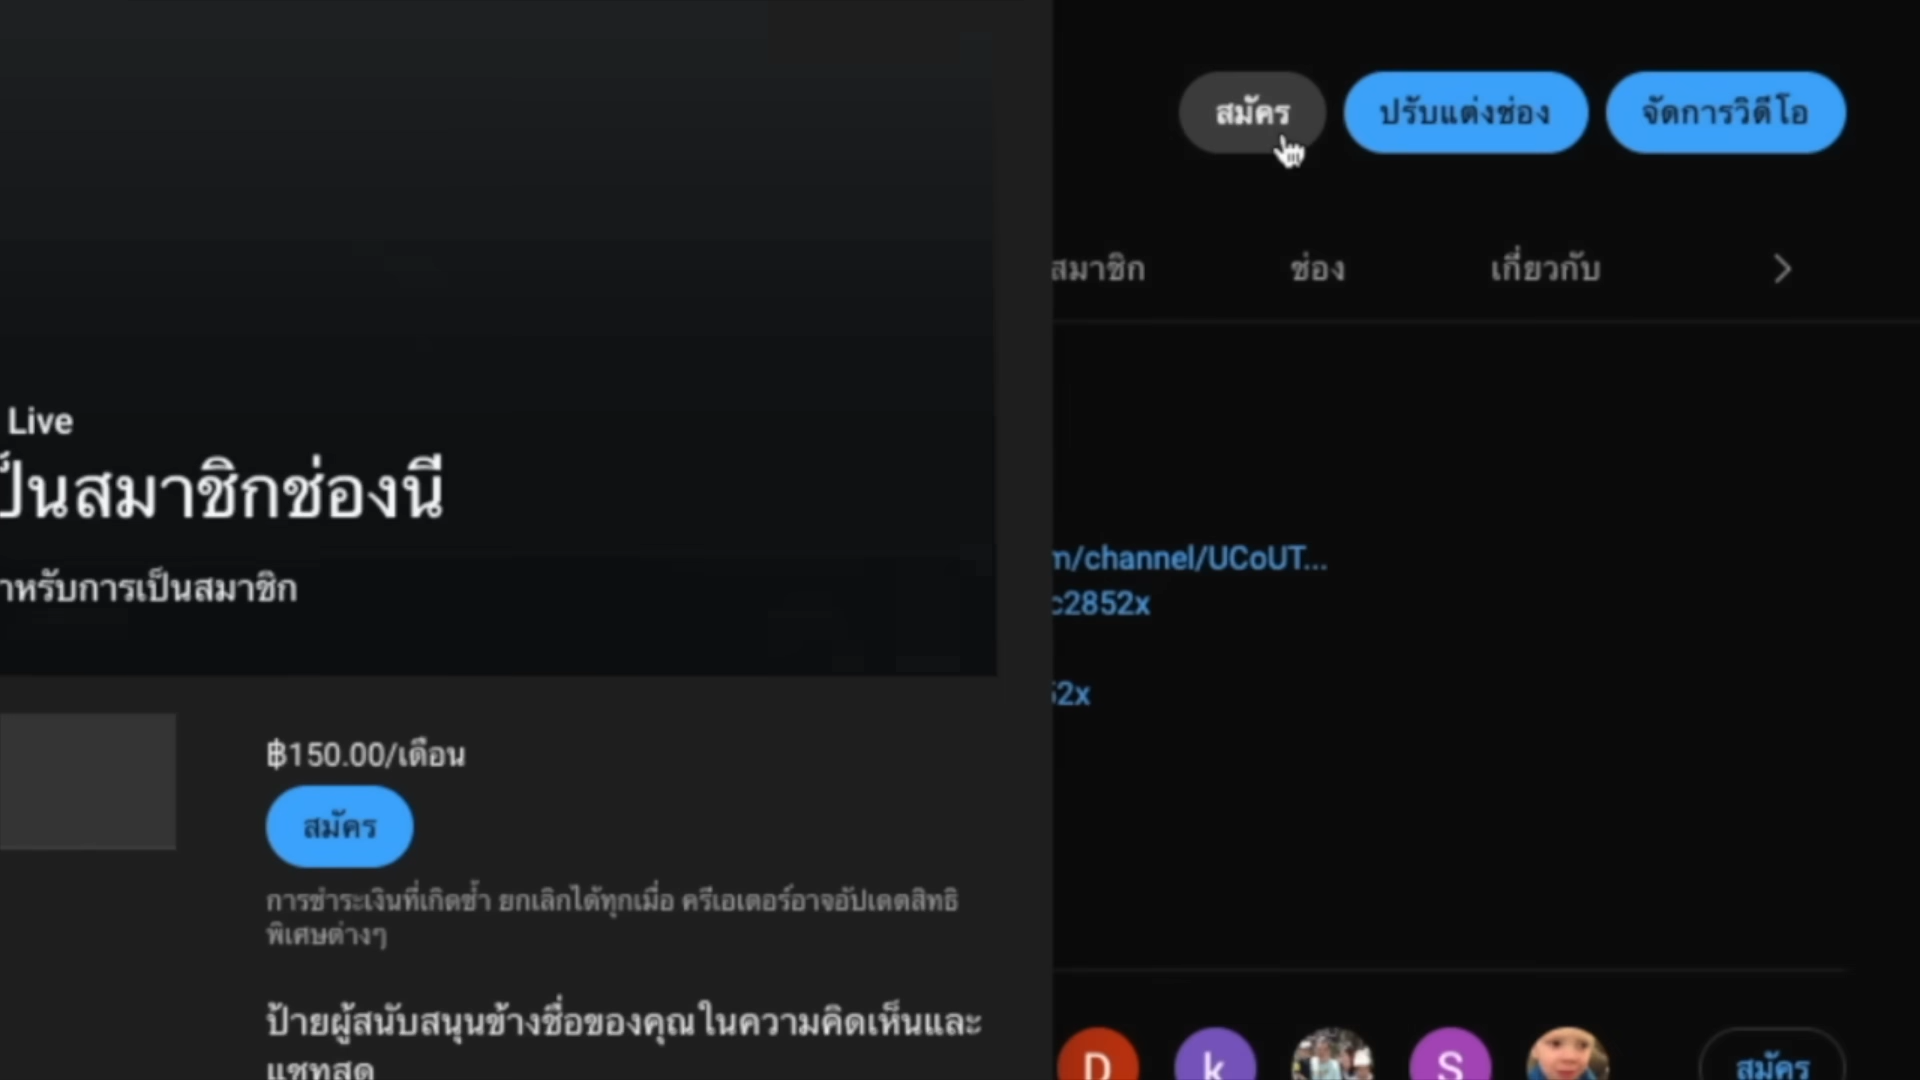 Live
ป็นสมาชิกช่องนี้
าหรับการเป็นสมาชิก
฿150.00/เดือน
สมัคร
การชำระเงินที่เกิดซ้ำ ยกเลิกได้ทุกเมื่อ ครีเอเตอร์อาจอัปเดตสิทธิ
พิเศษต่างๆ
ป้ายผู้สนับสนุนข้างชื่อของคุณในความคิดเห็นและ
แชทสด
สมัคร
ปรับแต่งช่อง
จัดการวิดีโอ
สมาชิก
ช่อง
เกี่ยวกับ
m/channel/UCoUT...
c2852x
52x
D
k
S
สมัคร